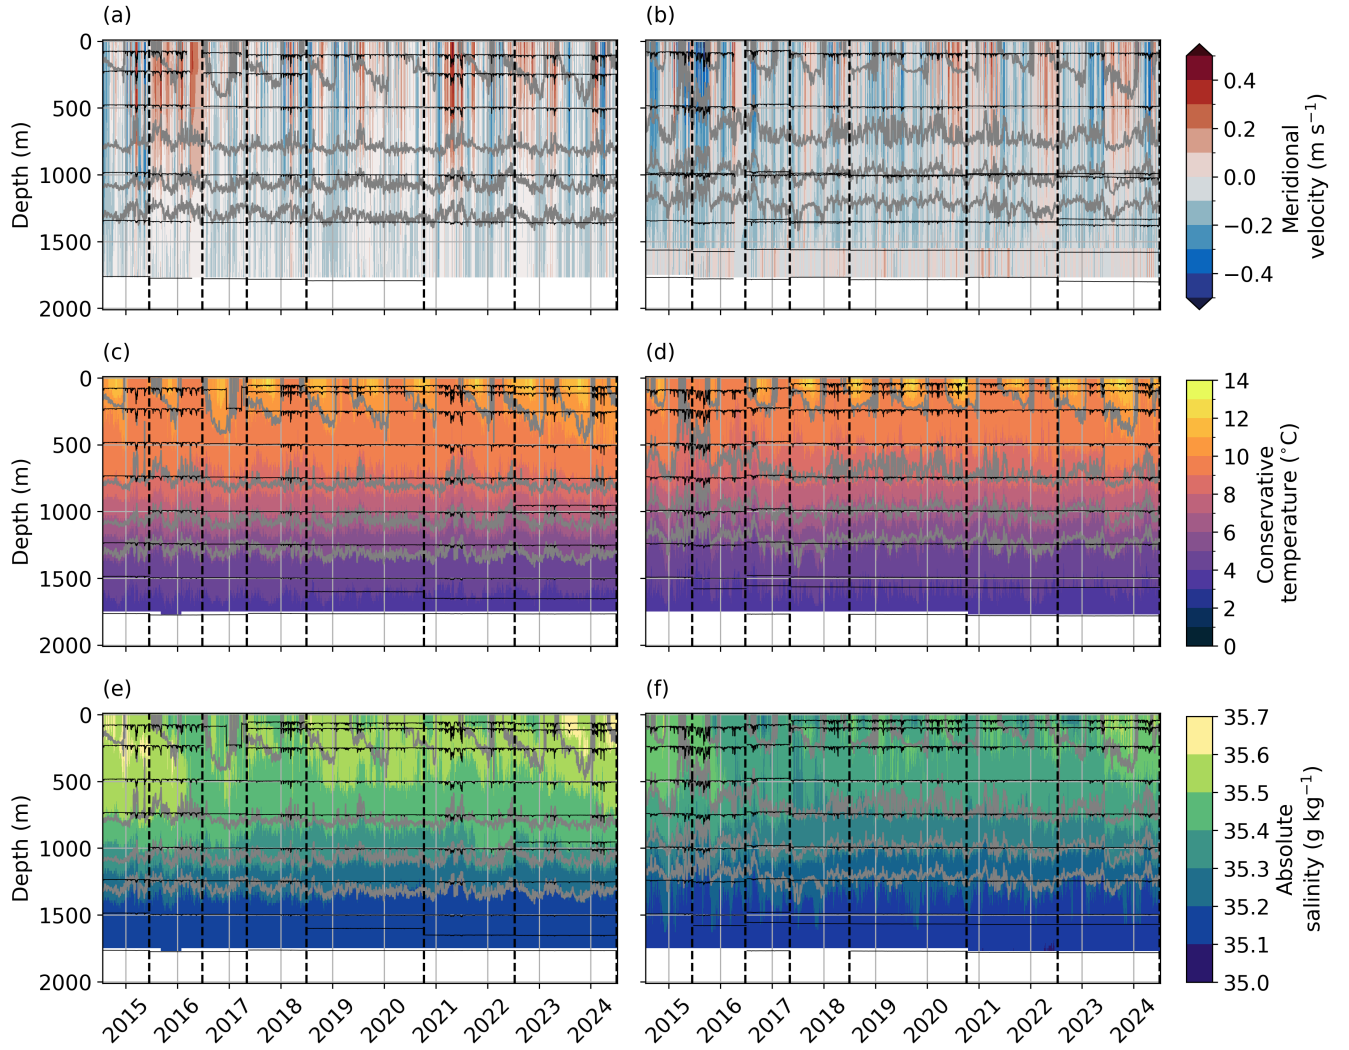 (a)
(b)
0
500
1000
1500
2000
Depth (m)
0.4
0.2
0.0
−0.2
−0.4
Meridional
velocity (m s⁻¹)
(c)
(d)
0
500
1000
1500
2000
Depth (m)
14
12
10
8
6
4
2
0
Conservative
temperature (°C)
(e)
(f)
0
500
1000
1500
2000
Depth (m)
35.7
35.6
35.5
35.4
35.3
35.2
35.1
35.0
Absolute
salinity (g kg⁻¹)
2015 2016 2017 2018 2019 2020 2021 2022 2023 2024
2015 2016 2017 2018 2019 2020 2021 2022 2023 2024